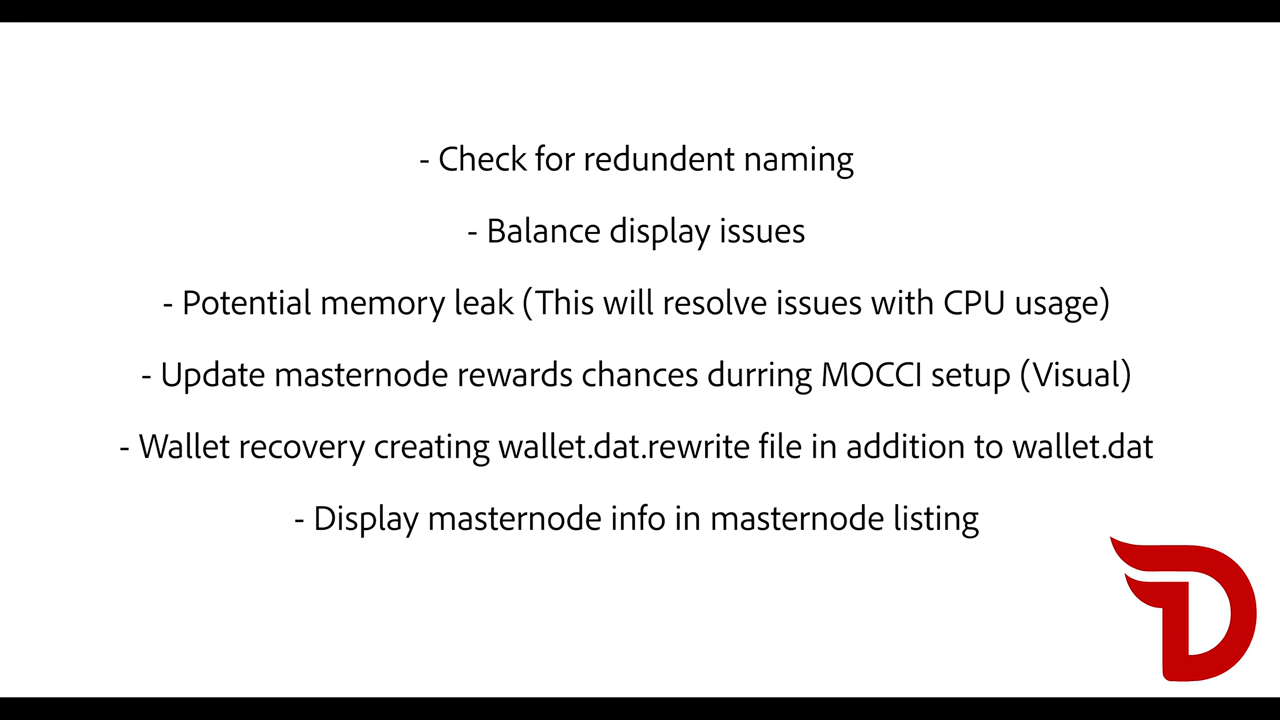 - Check for redundent naming
- Balance display issues
- Potential memory leak (This will resolve issues with CPU usage)
- Update masternode rewards chances durring MOCCI setup (Visual)
- Wallet recovery creating wallet.dat.rewrite file in addition to wallet.dat
- Display masternode info in masternode listing